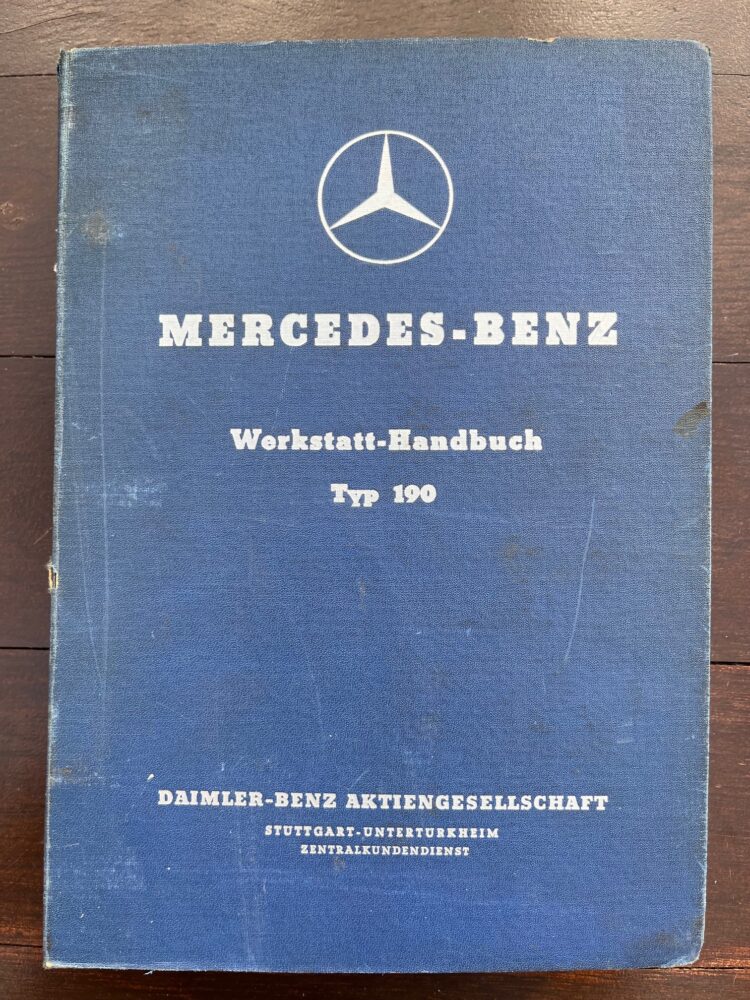 MERCEDES-BENZ
Werkstatt-Handbuch
Typ 190
DAIMLER-BENZ AKTIENGESELLSCHAFT
STUTTGART-UNTERTURKHEIM
ZENTRALKUNDENDIENST